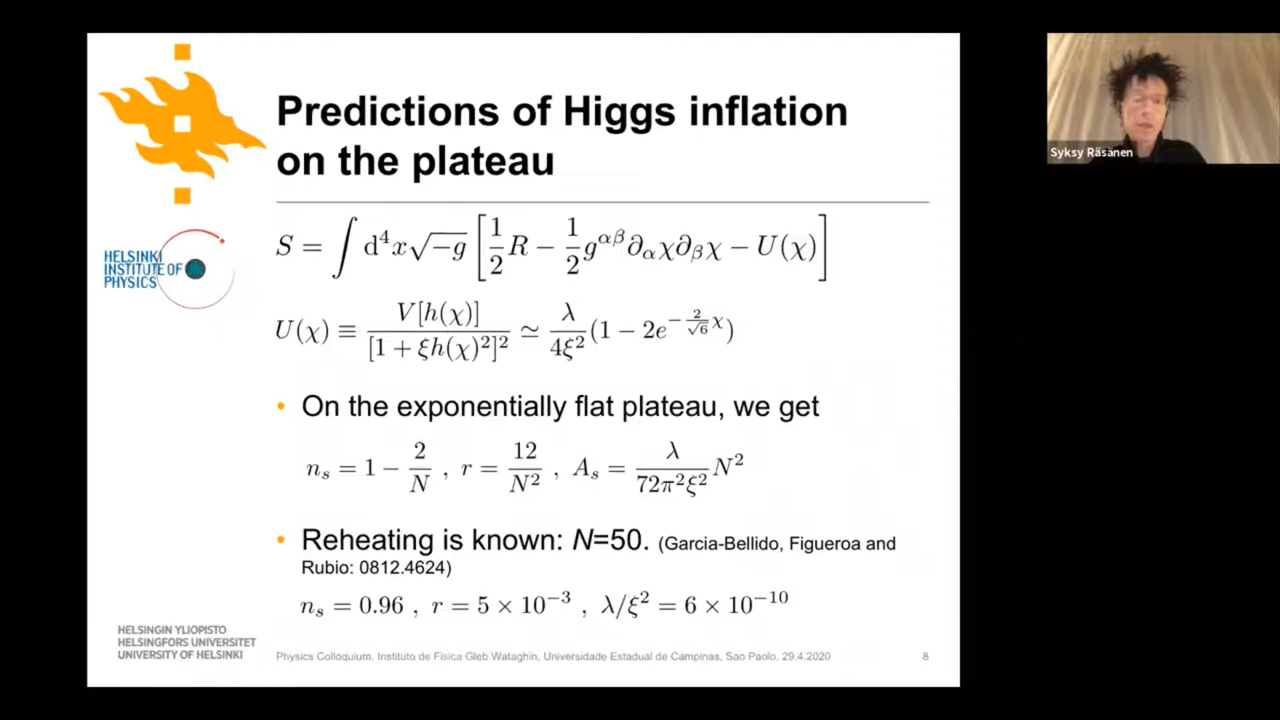 Predictions of Higgs inflation
on the plateau
HELSINKI
INSTITUTE OF
PHYSICS
S = ∫ d⁴x√−g [1/2 R − 1/2 g^{αβ}∂_αχ∂_βχ − U(χ)]
U(χ) ≡ V[h(χ)] / [1 + ξh(χ)²]² ≃ λ/4ξ² (1 − 2e^{−2/√6 χ})
• On the exponentially flat plateau, we get
n_s = 1 − 2/N , r = 12/N² , A_s = λ/72π²ξ² N²
• Reheating is known: N=50. (Garcia-Bellido, Figueroa and
Rubio: 0812.4624)
n_s = 0.96 , r = 5 × 10⁻³ , λ/ξ² = 6 × 10⁻¹⁰
HELSINGIN YLIOPISTO
HELSINGFORS UNIVERSITET
UNIVERSITY OF HELSINKI
Physics Colloquium, Instituto de Física Gleb Wataghin, Universidade Estadual de Campinas, Sao Paolo, 29.4.2020
8
Syksy Räsänen